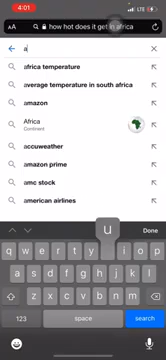 4:01
LTE
how hot does it get in africa
a
africa temperature
average temperature in south africa
amazon
Africa
Continent
accuweather
amazon prime
amc stock
american airlines
Done
u
q w e r t y i o p
a s d f g h j k l
z x c v b n m
123 space search